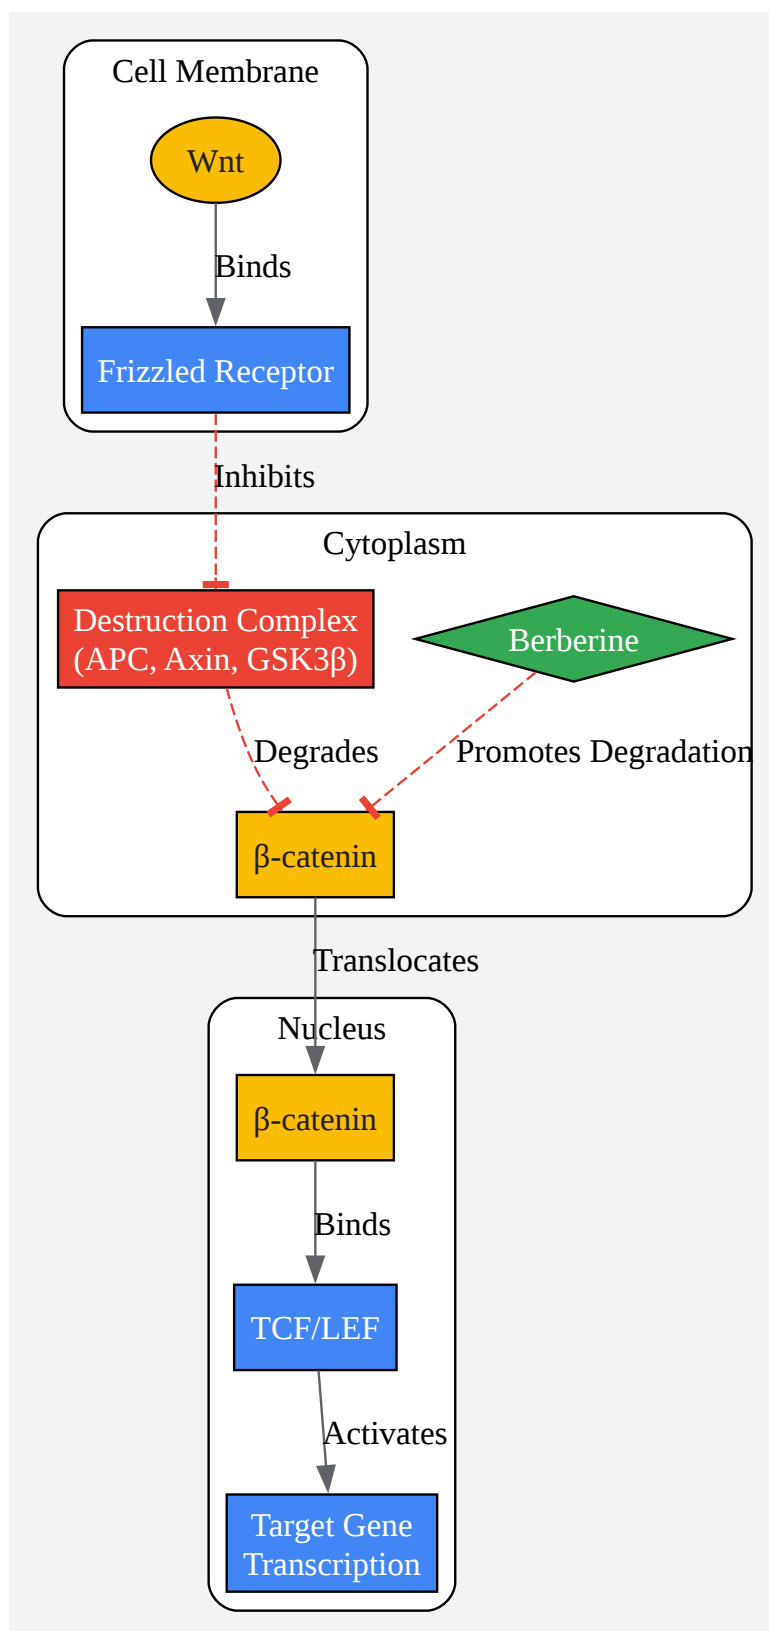 Cell Membrane
Wnt
Binds
Frizzled Receptor
Inhibits
Cytoplasm
Destruction Complex
(APC, Axin, GSK3β)
Berberine
Degrades
Promotes Degradation
β-catenin
Translocates
Nucleus
β-catenin
Binds
TCF/LEF
Activates
Target Gene
Transcription